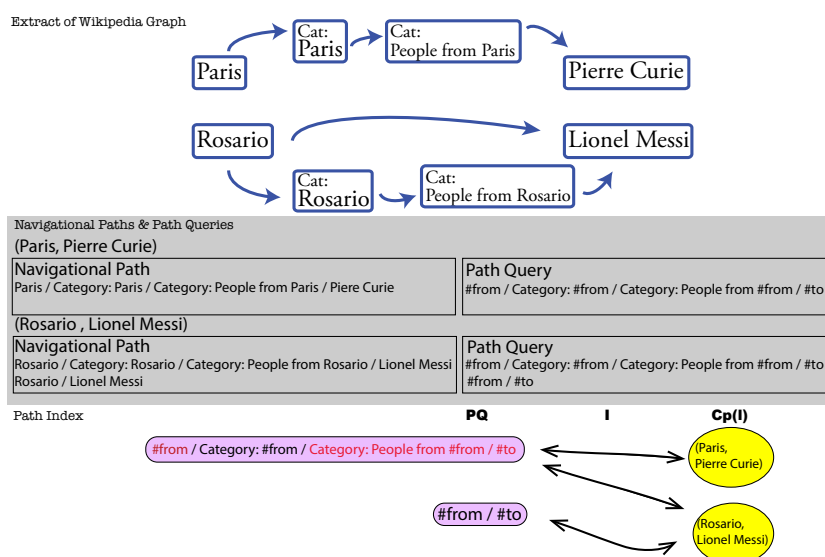 Extract of Wikipedia Graph
Cat:
Paris
Cat:
People from Paris
Paris
Pierre Curie
Rosario
Lionel Messi
Cat:
Rosario
Cat:
People from Rosario
Navigational Paths & Path Queries
(Paris, Pierre Curie)
Navigational Path
Paris / Category: Paris / Category: People from Paris / Piere Curie
Path Query
#from / Category: #from / Category: People from #from / #to
(Rosario , Lionel Messi)
Navigational Path
Rosario / Category: Rosario / Category: People from Rosario / Lionel Messi
Rosario / Lionel Messi
Path Query
#from / Category: #from / Category: People from #from / #to
#from / #to
Path Index
PQ I Cp(I)
#from / Category: #from / Category: People from #from / #to
(Paris,
Pierre Curie)
#from / #to
(Rosario,
Lionel Messi)